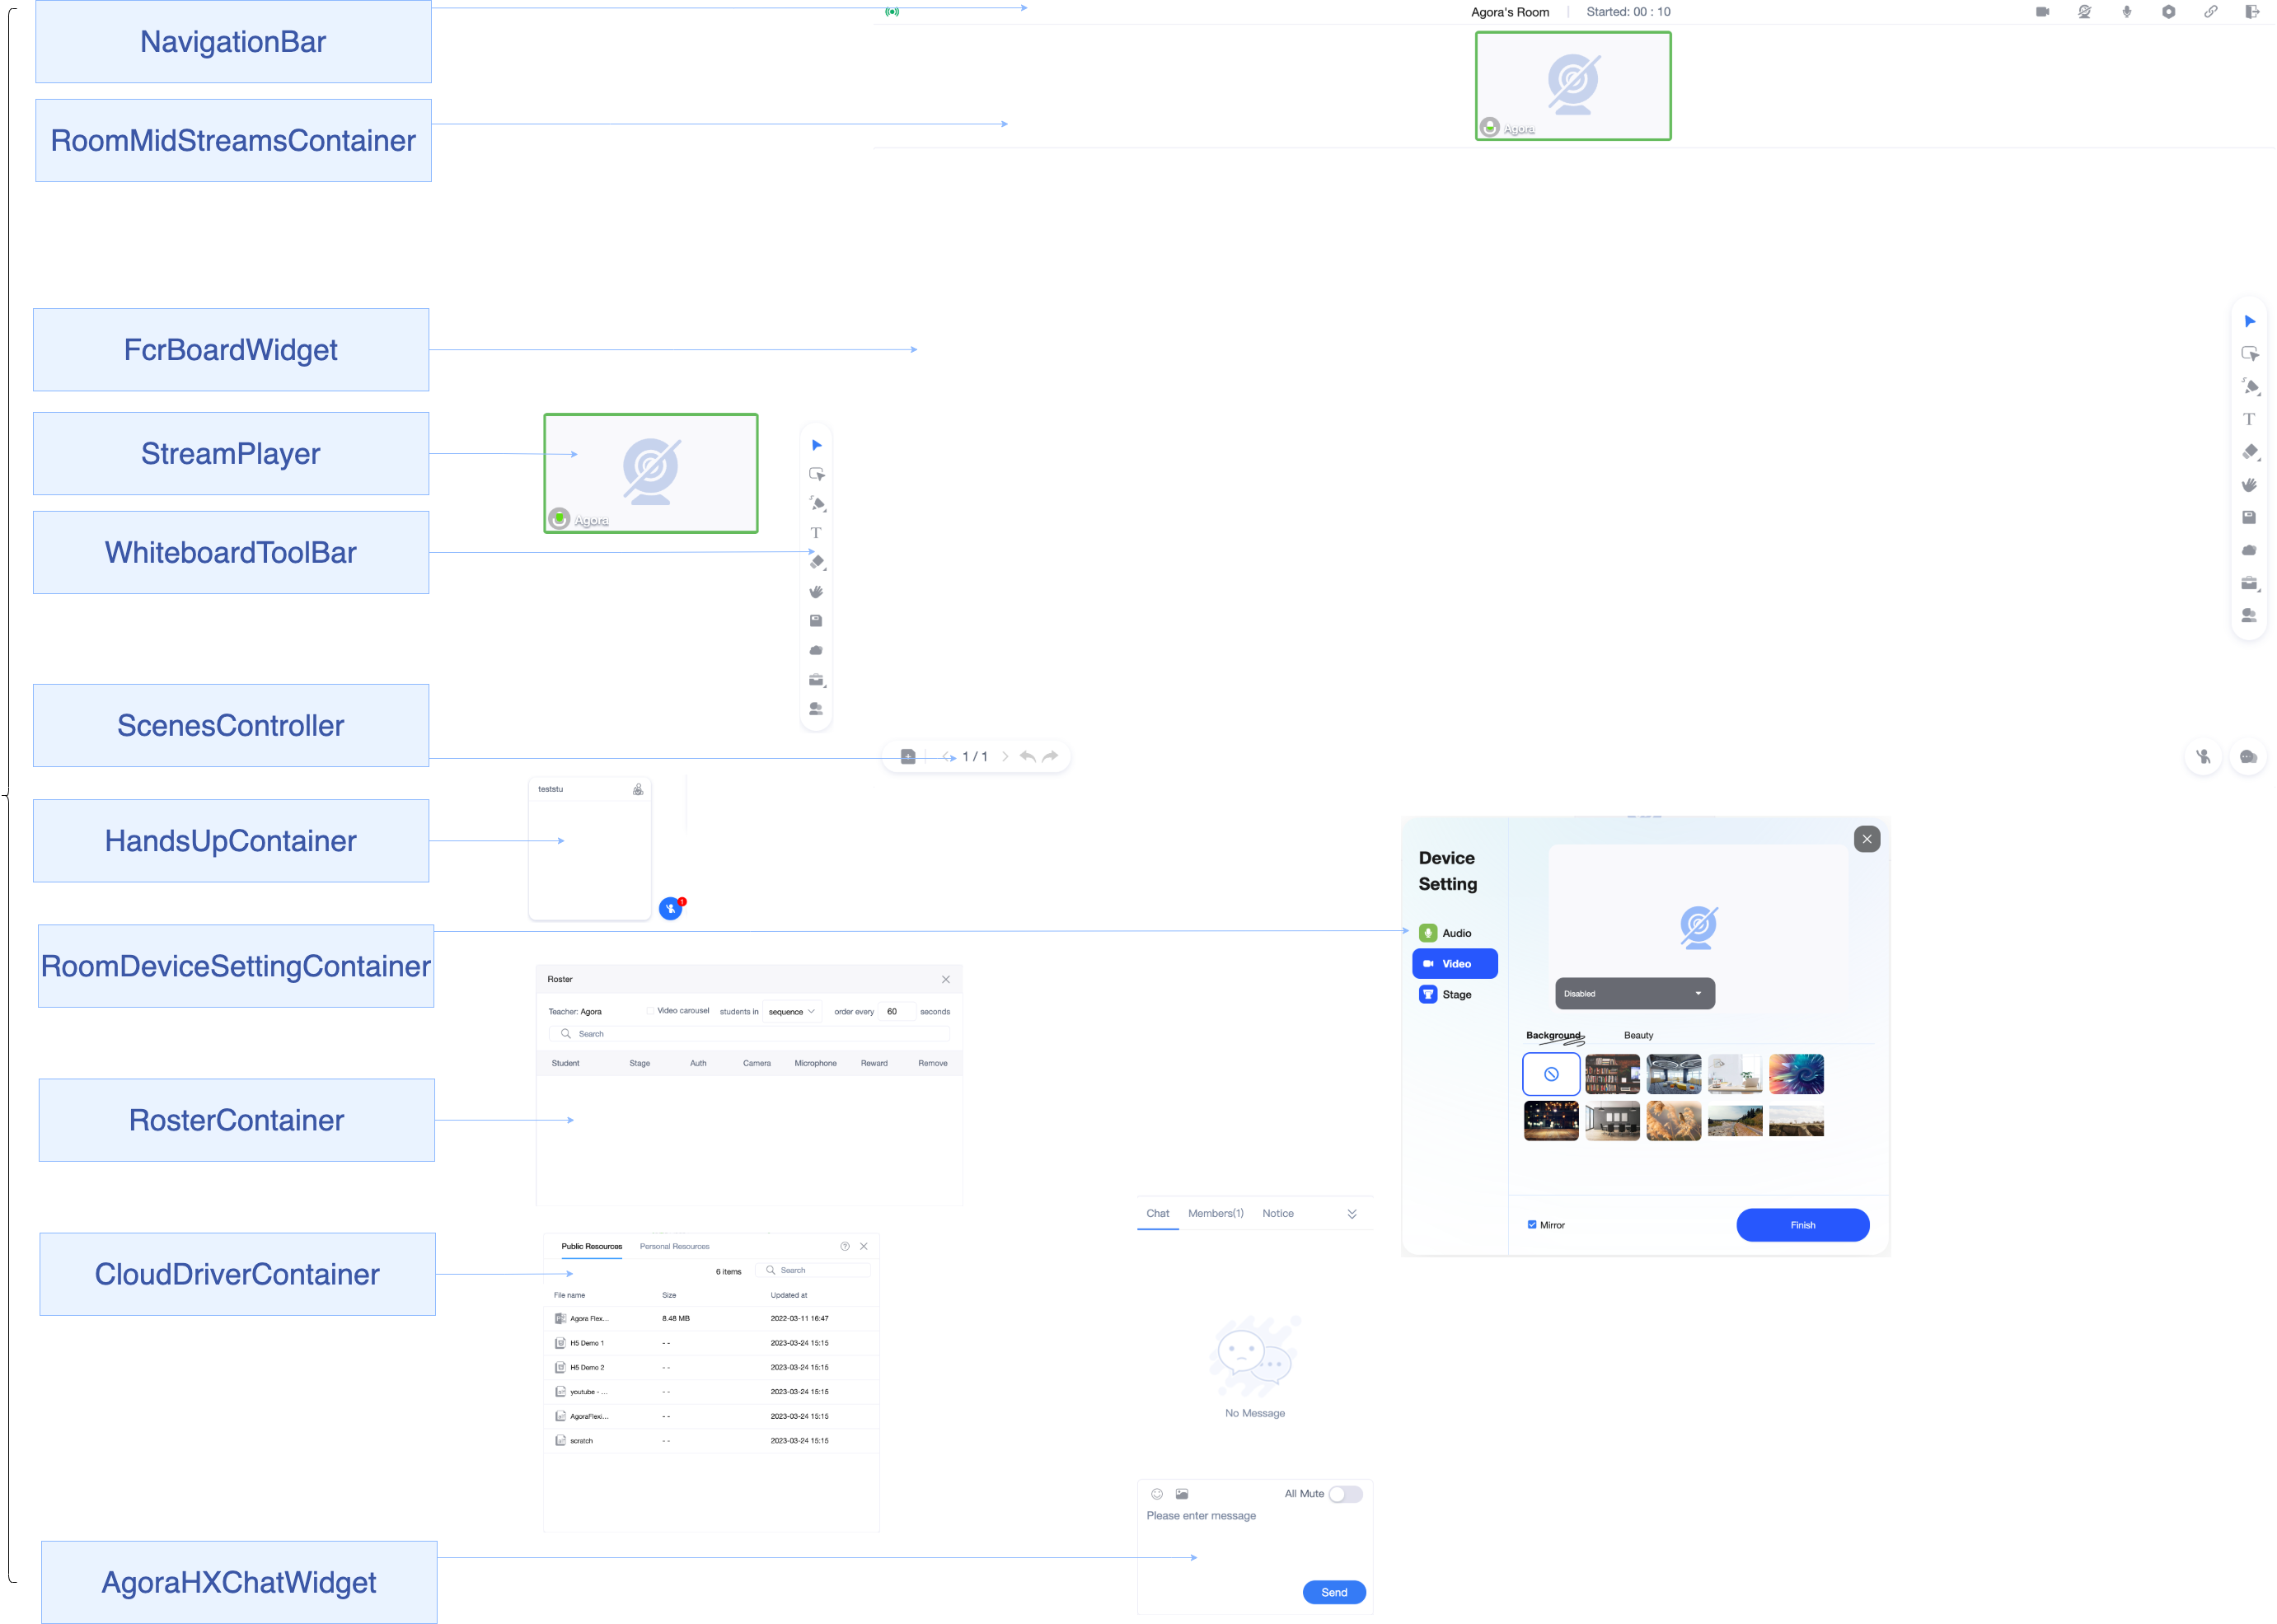 NavigationBar
Agora's Room
Started: 00 : 10
RoomMidStreamsContainer
Agora
FcrBoardWidget
StreamPlayer
Agora
WhiteboardToolBar
T
T
ScenesController
1 / 1
HandsUpContainer
teststu
1
RoomDeviceSettingContainer
Device
Setting
Audio
Video
Stage
Disabled
Background
Beauty
Mirror
Finish
RosterContainer
Roster
Teacher: Agora
Video carousel
students in
sequence
order every
60
seconds
Search
Student
Stage
Auth
Camera
Microphone
Reward
Remove
CloudDriverContainer
Public Resources
Personal Resources
6 items
Search
File name
Size
Updated at
Agora Flex...
8.48 MB
2022-03-11 16:47
H5 Demo 1
- -
2023-03-24 15:15
H5 Demo 2
- -
2023-03-24 15:15
youtube - ...
- -
2023-03-24 15:15
AgoraFlexi...
- -
2023-03-24 15:15
scratch
- -
2023-03-24 15:15
AgoraHXChatWidget
Chat
Members(1)
Notice
No Message
All Mute
Please enter message
Send